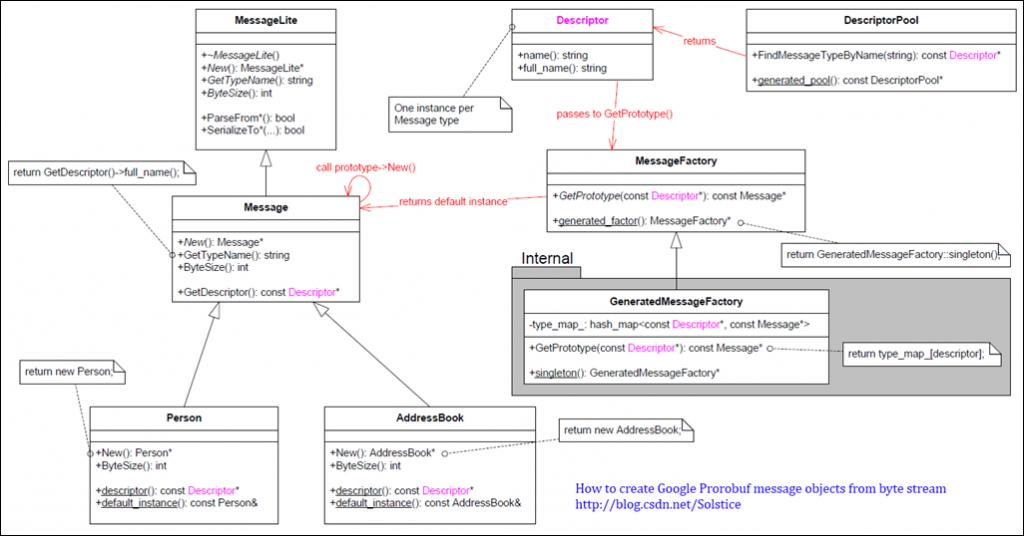 MessageLite
+~MessageLite()
+New(): MessageLite*
+GetTypeName(): string
+ByteSize(): int
+ParseFrom*(): bool
+SerializeTo*(...): bool
Descriptor
+name(): string
+full_name(): string
DescriptorPool
+FindMessageTypeByName(string): const Descriptor*
+generated_pool(): const DescriptorPool*
returns
One instance per
Message type
passes to GetPrototype()
return GetDescriptor()->full_name();
call prototype->New()
returns default instance
MessageFactory
+GetPrototype(const Descriptor*): const Message*
+generated_factor(): MessageFactory*
return GeneratedMessageFactory::singleton();
Message
+New(): Message*
+GetTypeName(): string
+ByteSize(): int
+GetDescriptor(): const Descriptor*
Internal
GeneratedMessageFactory
-type_map_: hash_map<const Descriptor*, const Message*>
+GetPrototype(const Descriptor*): const Message*
+singleton(): GeneratedMessageFactory*
return type_map_[descriptor];
return new Person;
Person
+New(): Person*
+ByteSize(): int
+descriptor(): const Descriptor*
+default_instance(): const Person&
AddressBook
+New(): AddressBook*
+ByteSize(): int
+descriptor(): const Descriptor*
+default_instance(): const AddressBook&
return new AddressBook;
How to create Google Prorobuf message objects from byte stream
http://blog.csdn.net/Solstice